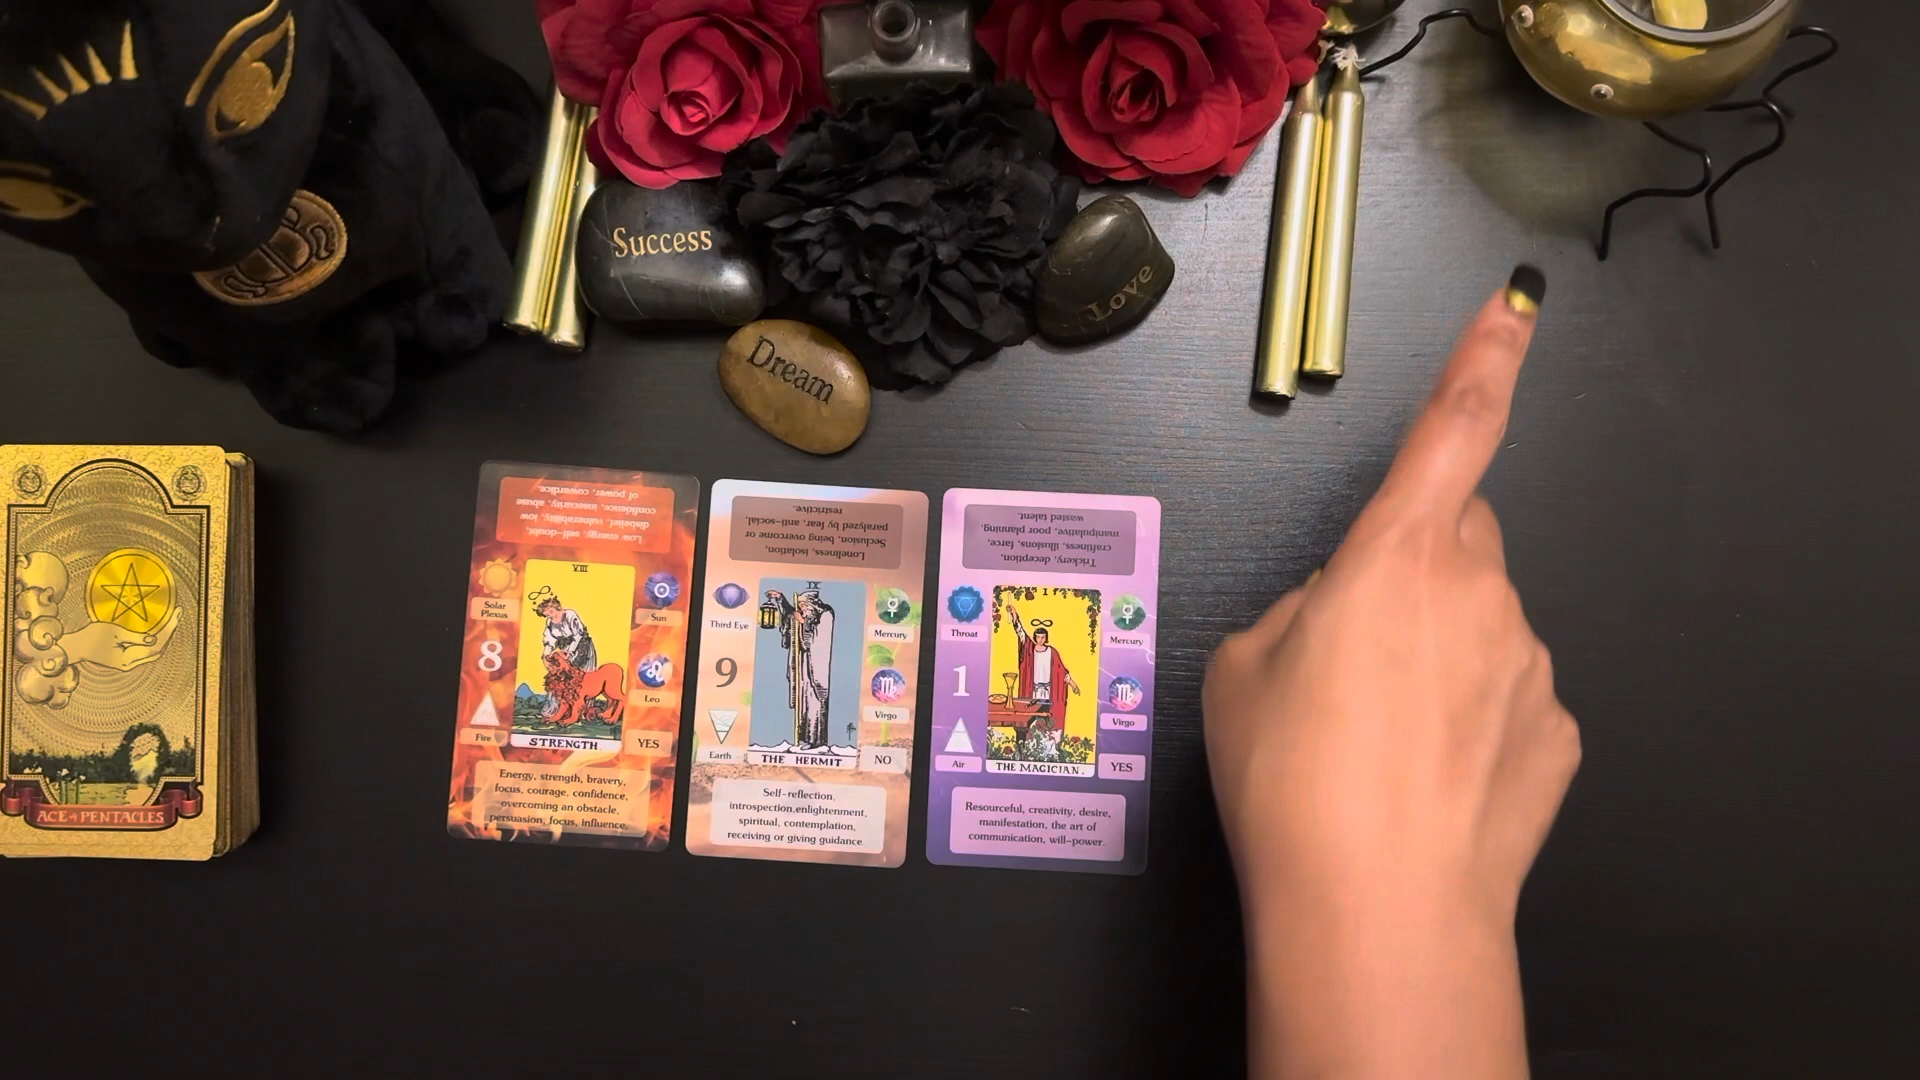 Success
Love
Dream
ACE of PENTACLES
Low energy, self-doubt,
disbelief, vulnerability, low
confidence, insecurity, abuse
of power, cowardice.
VIII
Solar
Plexus
Sun
8
Leo
Fire
STRENGTH
YES
Energy, strength, bravery,
focus, courage, confidence,
overcoming an obstacle,
persuasion, focus, influence.
Loneliness, isolation,
Seclusion, being overcome or
paralyzed by fear, anti-social,
restrictive.
IX
Third Eye
Mercury
9
Virgo
Earth
THE HERMIT
NO
Self-reflection,
introspection,enlightenment,
spiritual, contemplation,
receiving or giving guidance.
Trickery, deception,
craftiness, illusions, farce,
manipulative, poor planning,
wasted talent.
I
Throat
Mercury
1
Virgo
Air
THE MAGICIAN.
YES
Resourceful, creativity, desire,
manifestation, the art of
communication, will-power.